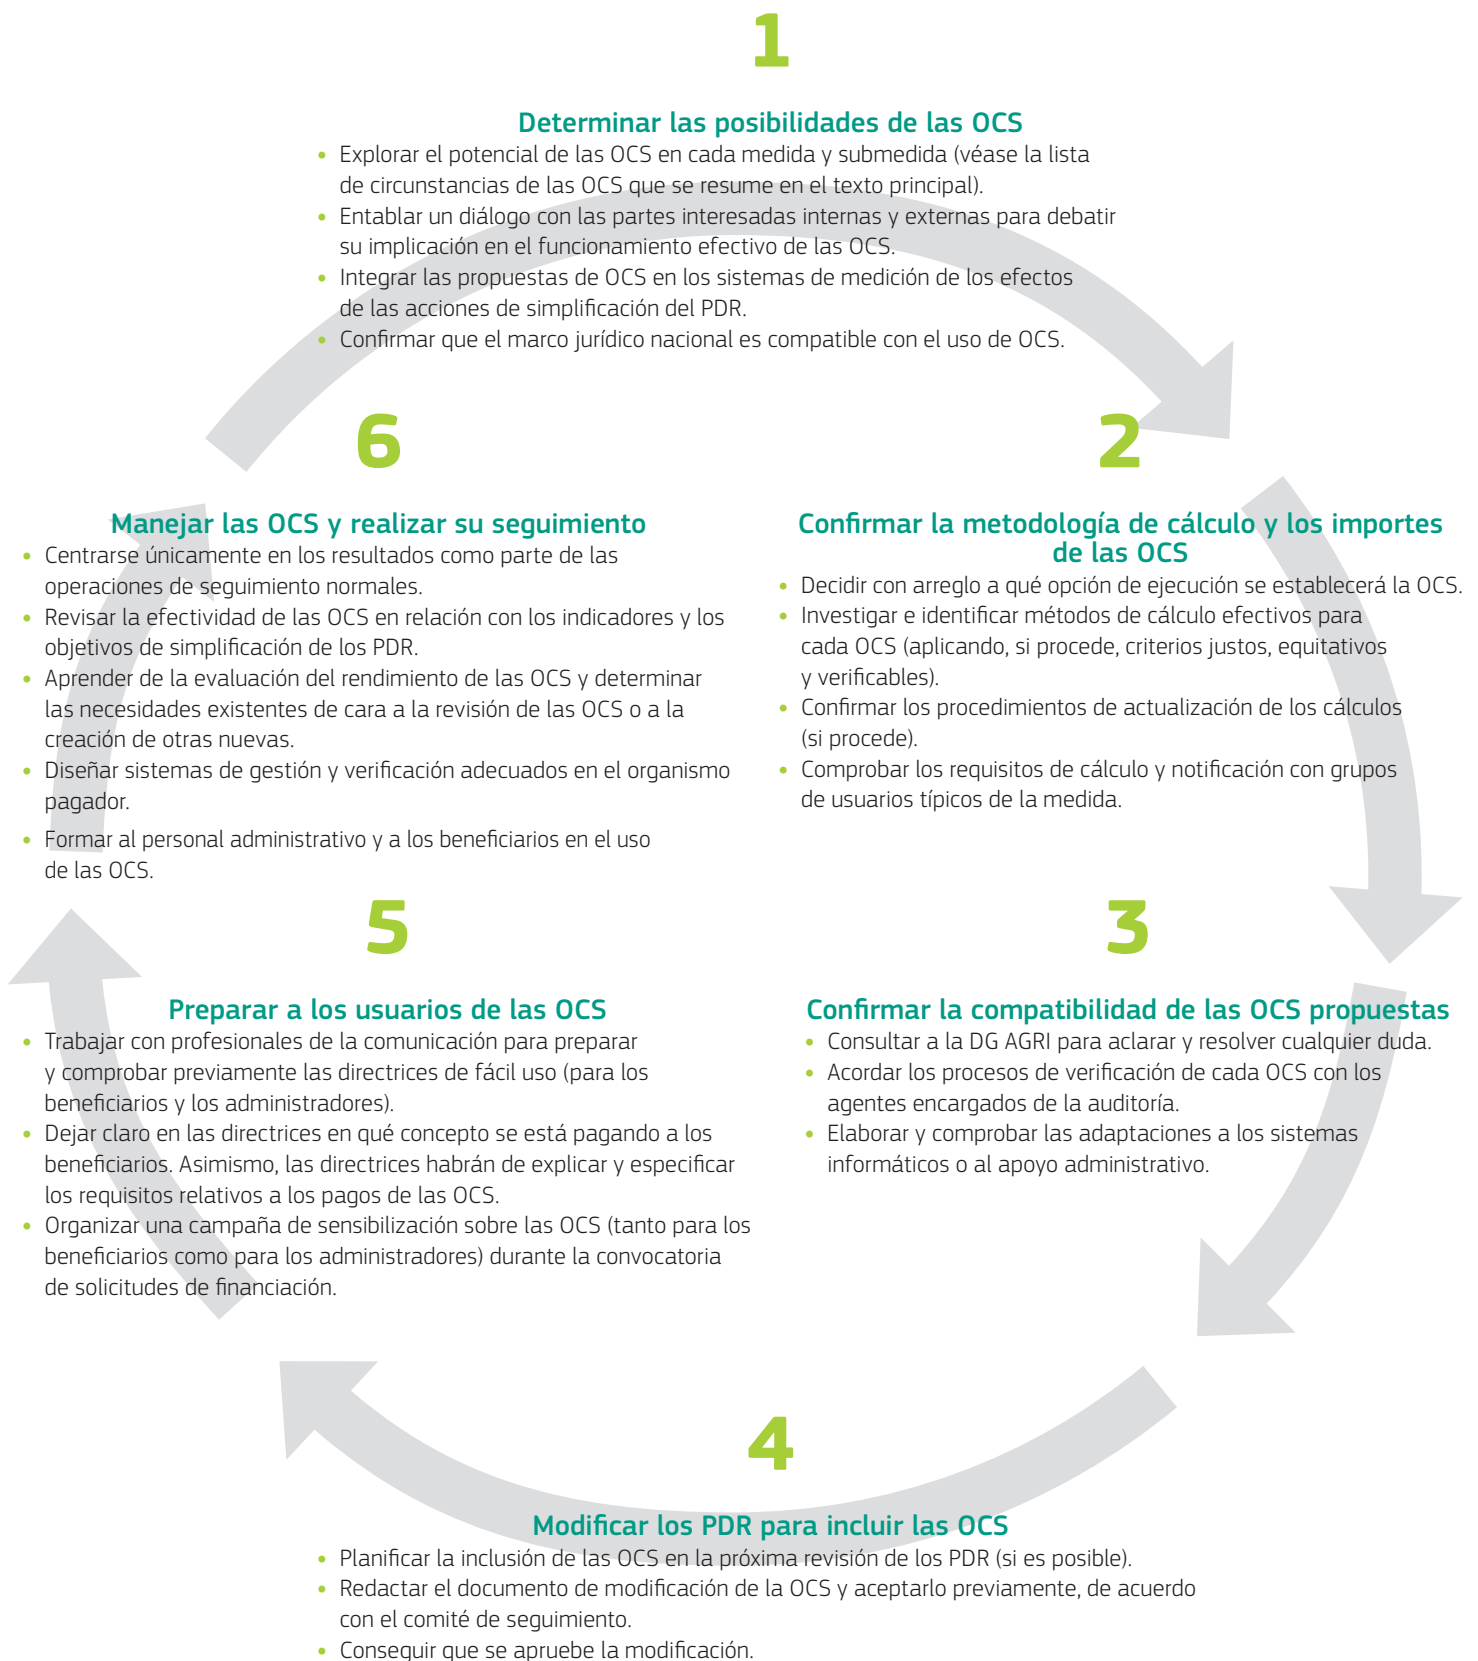 1
Determinar las posibilidades de las OCS
• Explorar el potencial de las OCS en cada medida y submedida (véase la lista
de circunstancias de las OCS que se resume en el texto principal).
• Entablar un diálogo con las partes interesadas internas y externas para debatir
su implicación en el funcionamiento efectivo de las OCS.
• Integrar las propuestas de OCS en los sistemas de medición de los efectos
de las acciones de simplificación del PDR.
• Confirmar que el marco jurídico nacional es compatible con el uso de OCS.
2
Confirmar la metodología de cálculo y los importes
de las OCS
• Decidir con arreglo a qué opción de ejecución se establecerá la OCS.
• Investigar e identificar métodos de cálculo efectivos para
cada OCS (aplicando, si procede, criterios justos, equitativos
y verificables).
• Confirmar los procedimientos de actualización de los cálculos
(si procede).
• Comprobar los requisitos de cálculo y notificación con grupos
de usuarios típicos de la medida.
3
Confirmar la compatibilidad de las OCS propuestas
• Consultar a la DG AGRI para aclarar y resolver cualquier duda.
• Acordar los procesos de verificación de cada OCS con los
agentes encargados de la auditoría.
• Elaborar y comprobar las adaptaciones a los sistemas
informáticos o al apoyo administrativo.
4
Modificar los PDR para incluir las OCS
• Planificar la inclusión de las OCS en la próxima revisión de los PDR (si es posible).
• Redactar el documento de modificación de la OCS y aceptarlo previamente, de acuerdo
con el comité de seguimiento.
• Conseguir que se apruebe la modificación.
5
Preparar a los usuarios de las OCS
• Trabajar con profesionales de la comunicación para preparar
y comprobar previamente las directrices de fácil uso (para los
beneficiarios y los administradores).
• Dejar claro en las directrices en qué concepto se está pagando a los
beneficiarios. Asimismo, las directrices habrán de explicar y especificar
los requisitos relativos a los pagos de las OCS.
• Organizar una campaña de sensibilización sobre las OCS (tanto para los
beneficiarios como para los administradores) durante la convocatoria
de solicitudes de financiación.
6
Manejar las OCS y realizar su seguimiento
• Centrarse únicamente en los resultados como parte de las
operaciones de seguimiento normales.
• Revisar la efectividad de las OCS en relación con los indicadores y los
objetivos de simplificación de los PDR.
• Aprender de la evaluación del rendimiento de las OCS y determinar
las necesidades existentes de cara a la revisión de las OCS o a la
creación de otras nuevas.
• Diseñar sistemas de gestión y verificación adecuados en el organismo
pagador.
• Formar al personal administrativo y a los beneficiarios en el uso
de las OCS.